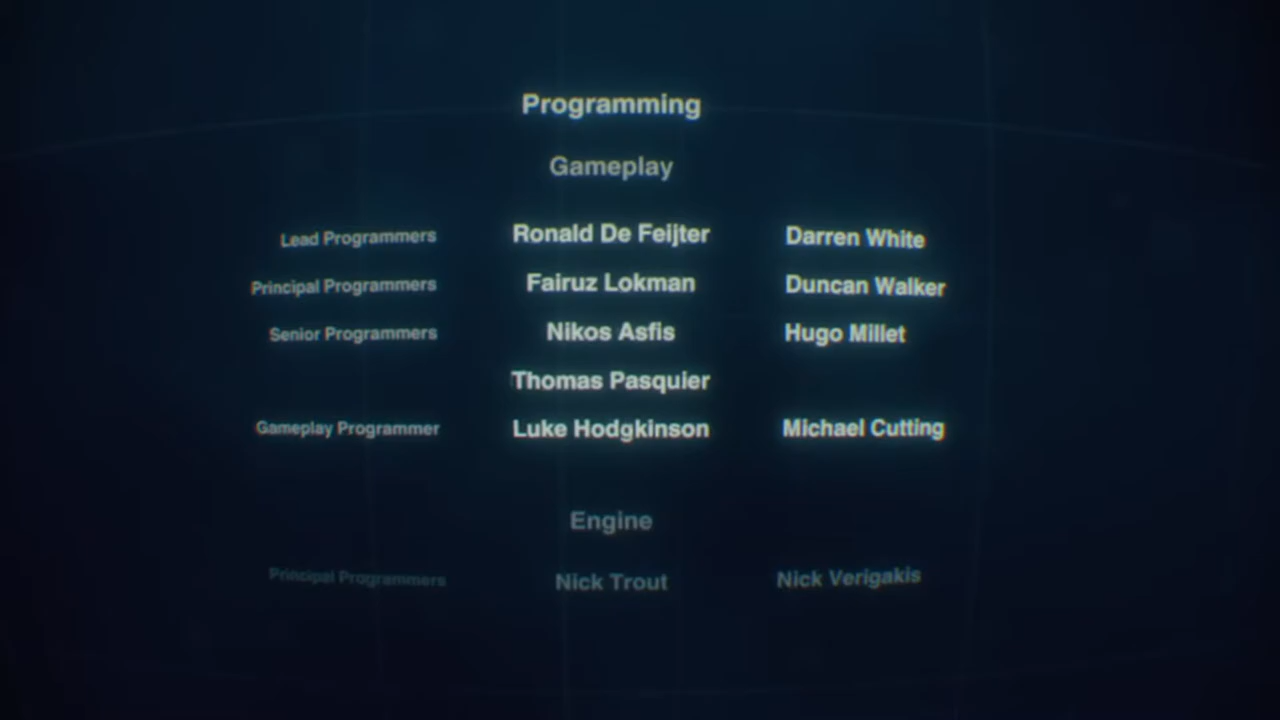 Programming
Gameplay
Lead Programmers Ronald De Feijter Darren White
Principal Programmers Fairuz Lokman Duncan Walker
Senior Programmers Nikos Asfis Hugo Millet
Thomas Pasquier
Gameplay Programmer Luke Hodgkinson Michael Cutting
Engine
Principal Programmers Nick Trout Nick Verigakis